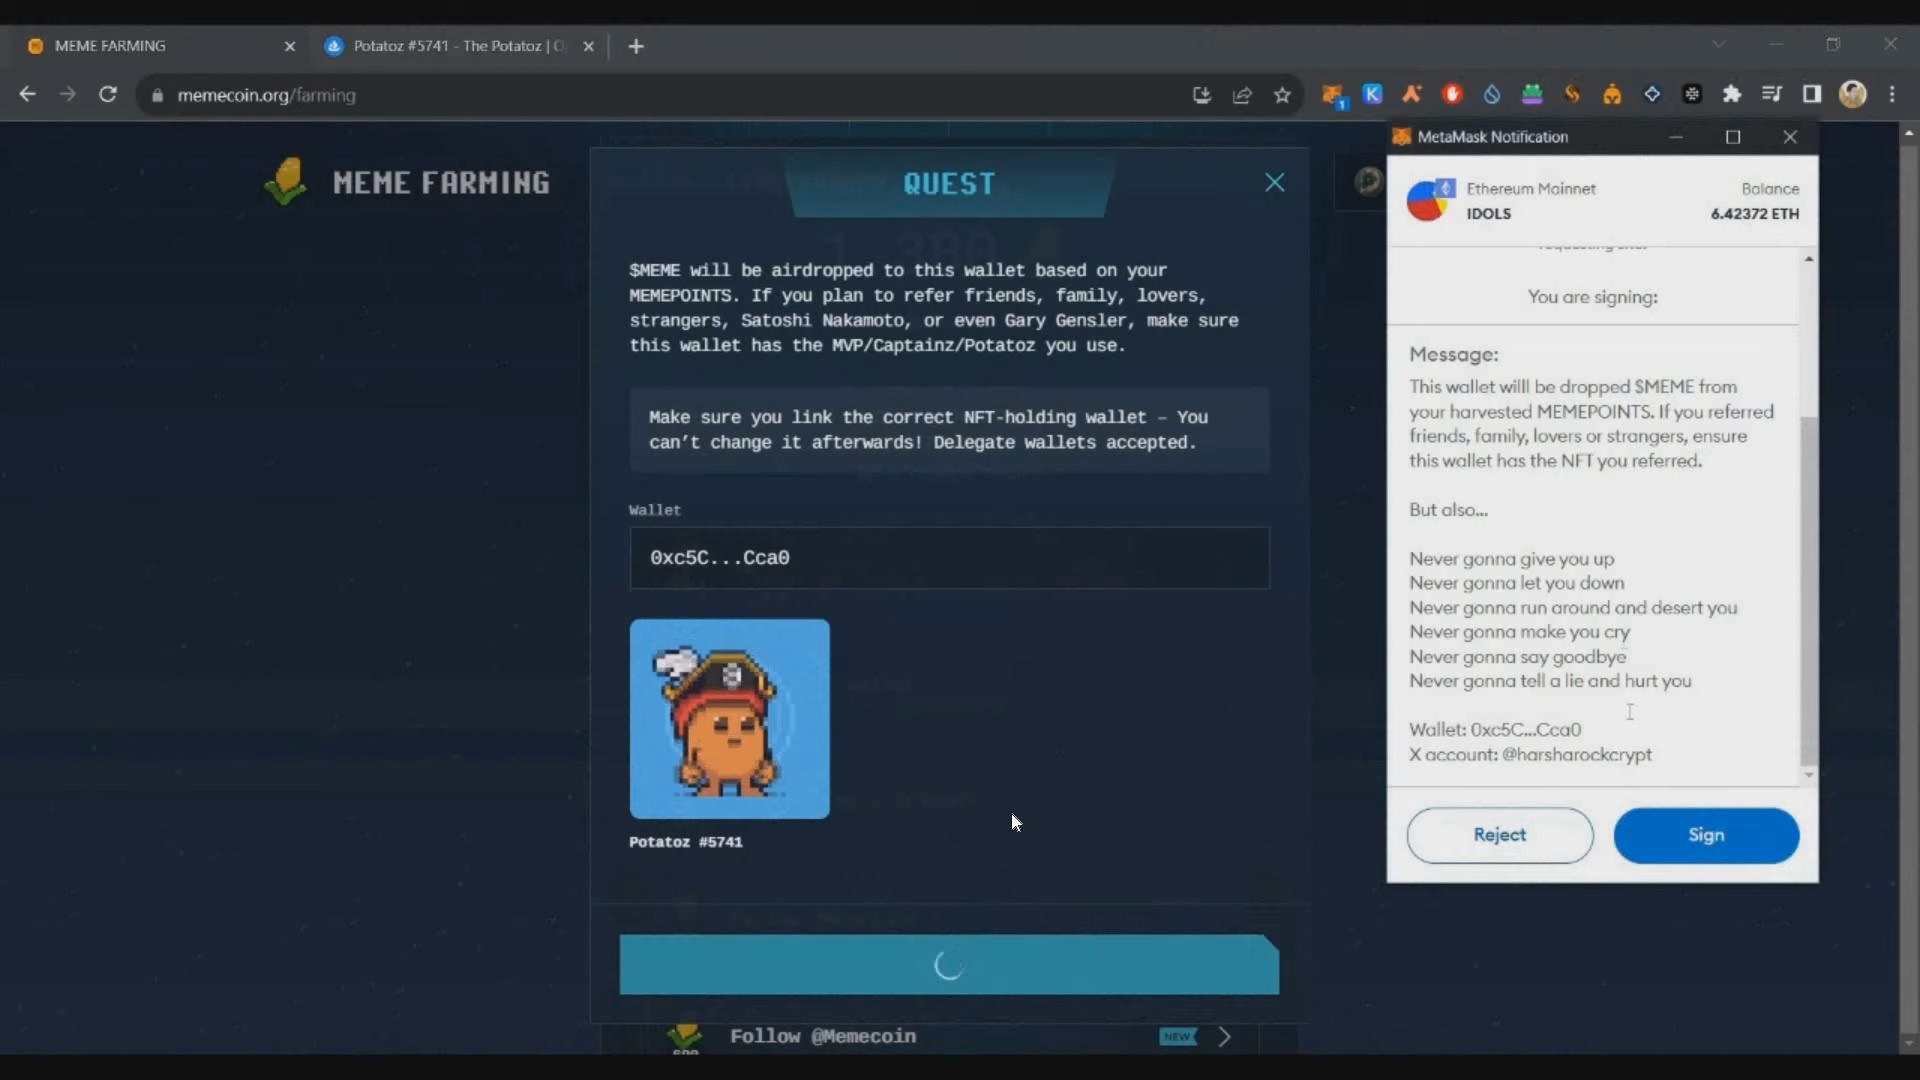 MEME FARMING
Potatoz #5741 - The Potatoz | O
memecoin.org/farming
1
MetaMask Notification
MEME FARMING
QUEST
Ethereum Mainnet
IDOLS
Balance
6.42372 ETH
1,380
$MEME will be airdropped to this wallet based on your
MEMEPOINTS. If you plan to refer friends, family, lovers,
strangers, Satoshi Nakamoto, or even Gary Gensler, make sure
this wallet has the MVP/Captainz/Potatoz you use.
Make sure you link the correct NFT-holding wallet – You
can't change it afterwards! Delegate wallets accepted.
Wallet
0xc5C...Cca0
Potatoz #5741
You are signing:
Message:
This wallet will be dropped $MEME from
your harvested MEMEPOINTS. If you referred
friends, family, lovers or strangers, ensure
this wallet has the NFT you referred.
But also...
Never gonna give you up
Never gonna let you down
Never gonna run around and desert you
Never gonna make you cry
Never gonna say goodbye
Never gonna tell a lie and hurt you
Wallet: 0xc5C...Cca0
X account: @harsharockcrypt
Reject
Sign
Follow @Memecoin
NEW